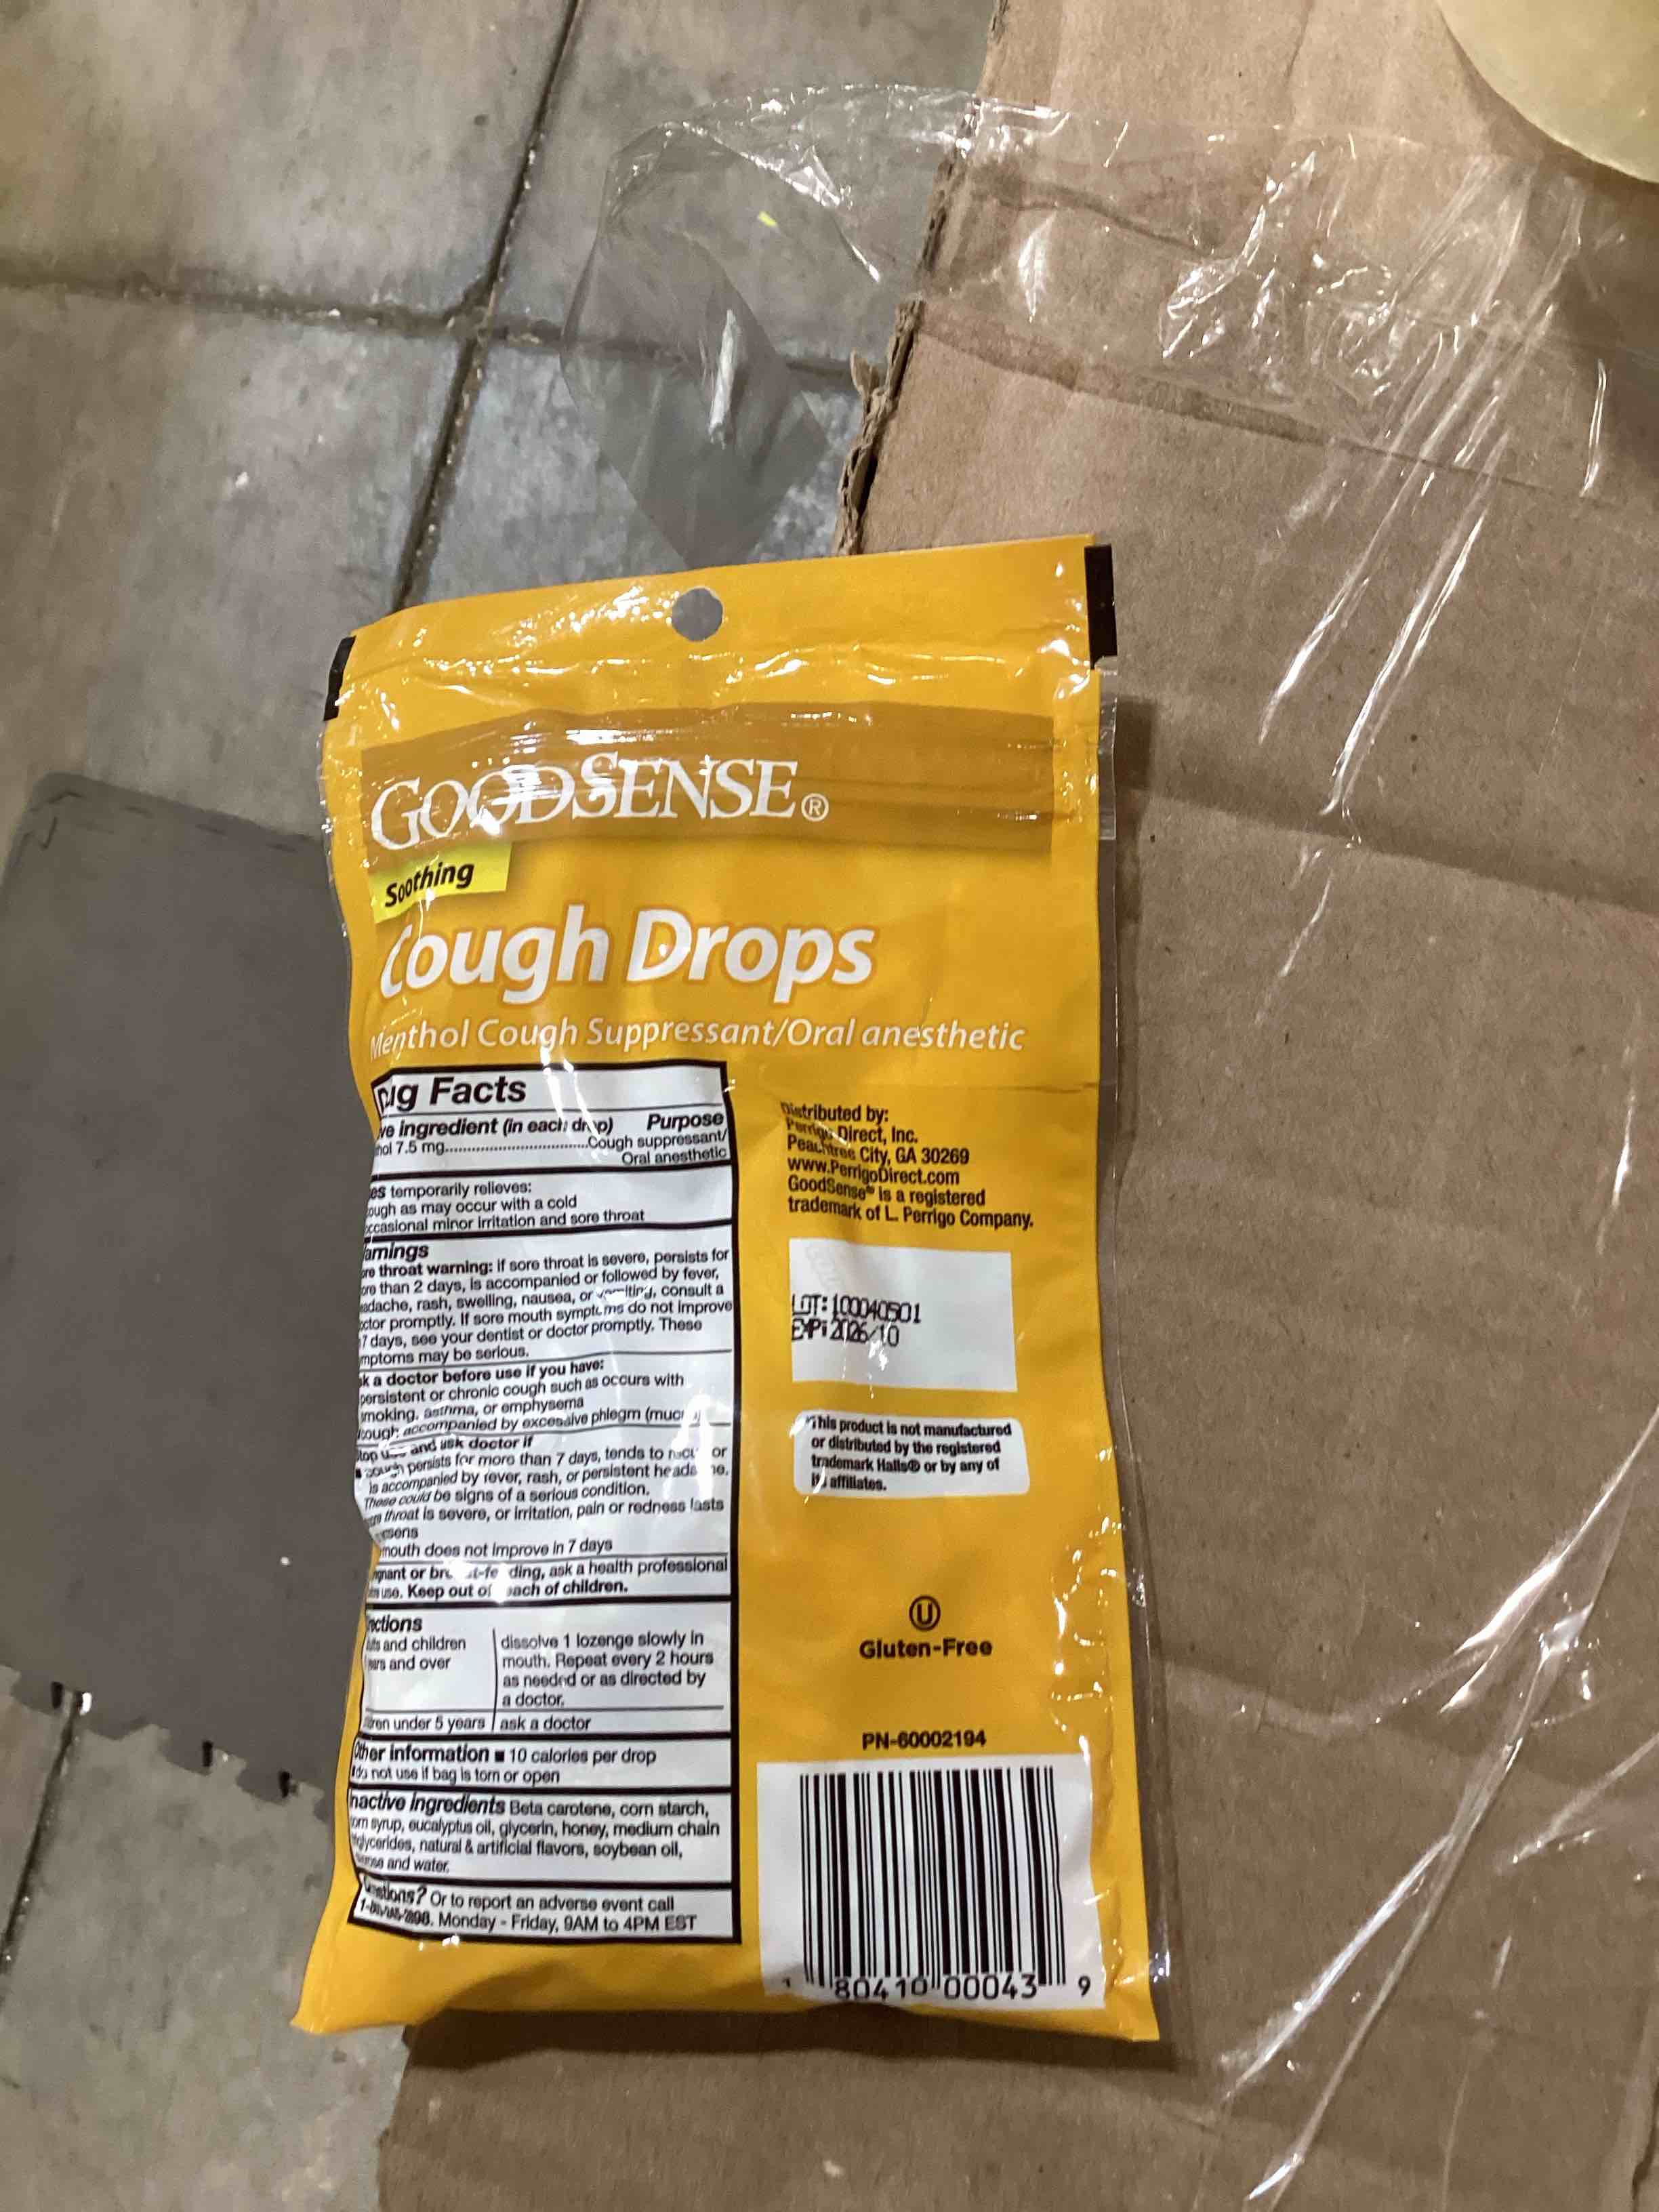 GOODSENSE®
Soothing
Cough Drops
Menthol Cough Suppressant/Oral anesthetic
Facts
ingredient (in each drop) Purpose
7.5 mg..............................Cough suppressant/
Oral anesthetic
temporarily relieves:
cough as may occur with a cold
occasional minor irritation and sore throat
throat warning: if sore throat is severe, persists for
than 2 days, is accompanied or followed by fever,
headache, rash, swelling, nausea, or vomiting, consult a
doctor promptly. If sore mouth symptoms do not improve
7 days, see your dentist or doctor promptly. These
symptoms may be serious.
a doctor before use if you have:
persistent or chronic cough such as occurs with
smoking, asthma, or emphysema
cough accompanied by excessive phlegm
and ask doctor if
■ cough persists for more than 7 days, tends to or
is accompanied by fever, rash, or persistent
These could be signs of a serious condition.
throat is severe, or irritation, pain or redness lasts
mouth does not improve in 7 days
or ask a health professional
use. Keep out of of children.
and children
and over
dissolve 1 lozenge slowly in
mouth. Repeat every 2 hours
as needed or as directed by
a doctor.
under 5 years ask a doctor
Other information ■ 10 calories per drop
do not use if bag is torn or open
Inactive ingredients Beta carotene, corn starch,
corn syrup, eucalyptus oil, glycerin, honey, medium chain
natural & artificial flavors, soybean oil,
and water.
Questions? Or to report an adverse event call
Monday - Friday, 9AM to 4PM EST
Distributed by:
Perrigo Direct, Inc.
Peachtree City, GA 30269
www.PerrigoDirect.com
GoodSense® is a registered
trademark of L. Perrigo Company.
LOT: 100040501
EXP: 2026/10
This product is not manufactured
or distributed by the registered
trademark Halls® or by any of
its affiliates.
U
Gluten-Free
PN-60002194
1 80410 00043 9